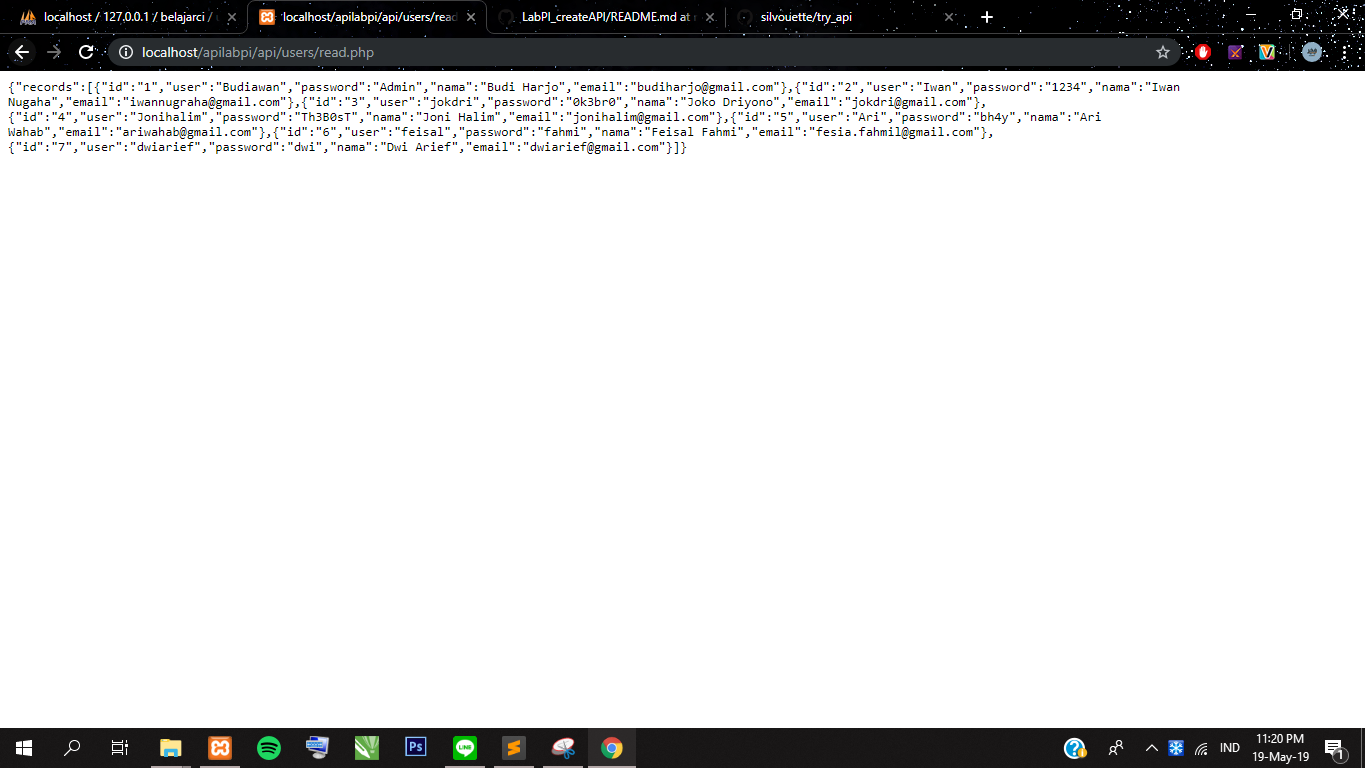 localhost / 127.0.0.1 / belajarci /
localhost/apilabpi/api/users/read
LabPI_createAPI/README.md at
silvouette/try_api
localhost/apilabpi/api/users/read.php
{"records":[{"id":"1","user":"Budiawan","password":"Admin","nama":"Budi Harjo","email":"budiharjo@gmail.com"},{"id":"2","user":"Iwan","password":"1234","nama":"Iwan
Nugaha","email":"iwannugraha@gmail.com"},{"id":"3","user":"jokdri","password":"0k3br0","nama":"Joko Driyono","email":"jokdri@gmail.com"},
{"id":"4","user":"Jonihalim","password":"Th3B0sT","nama":"Joni Halim","email":"jonihalim@gmail.com"},{"id":"5","user":"Ari","password":"bh4y","nama":"Ari
Wahab","email":"ariwahab@gmail.com"},{"id":"6","user":"feisal","password":"fahmi","nama":"Feisal Fahmi","email":"fesia.fahmil@gmail.com"},
{"id":"7","user":"dwiarief","password":"dwi","nama":"Dwi Arief","email":"dwiarief@gmail.com"}]}
Ps
LINE
IND
11:20 PM
19-May-19
1